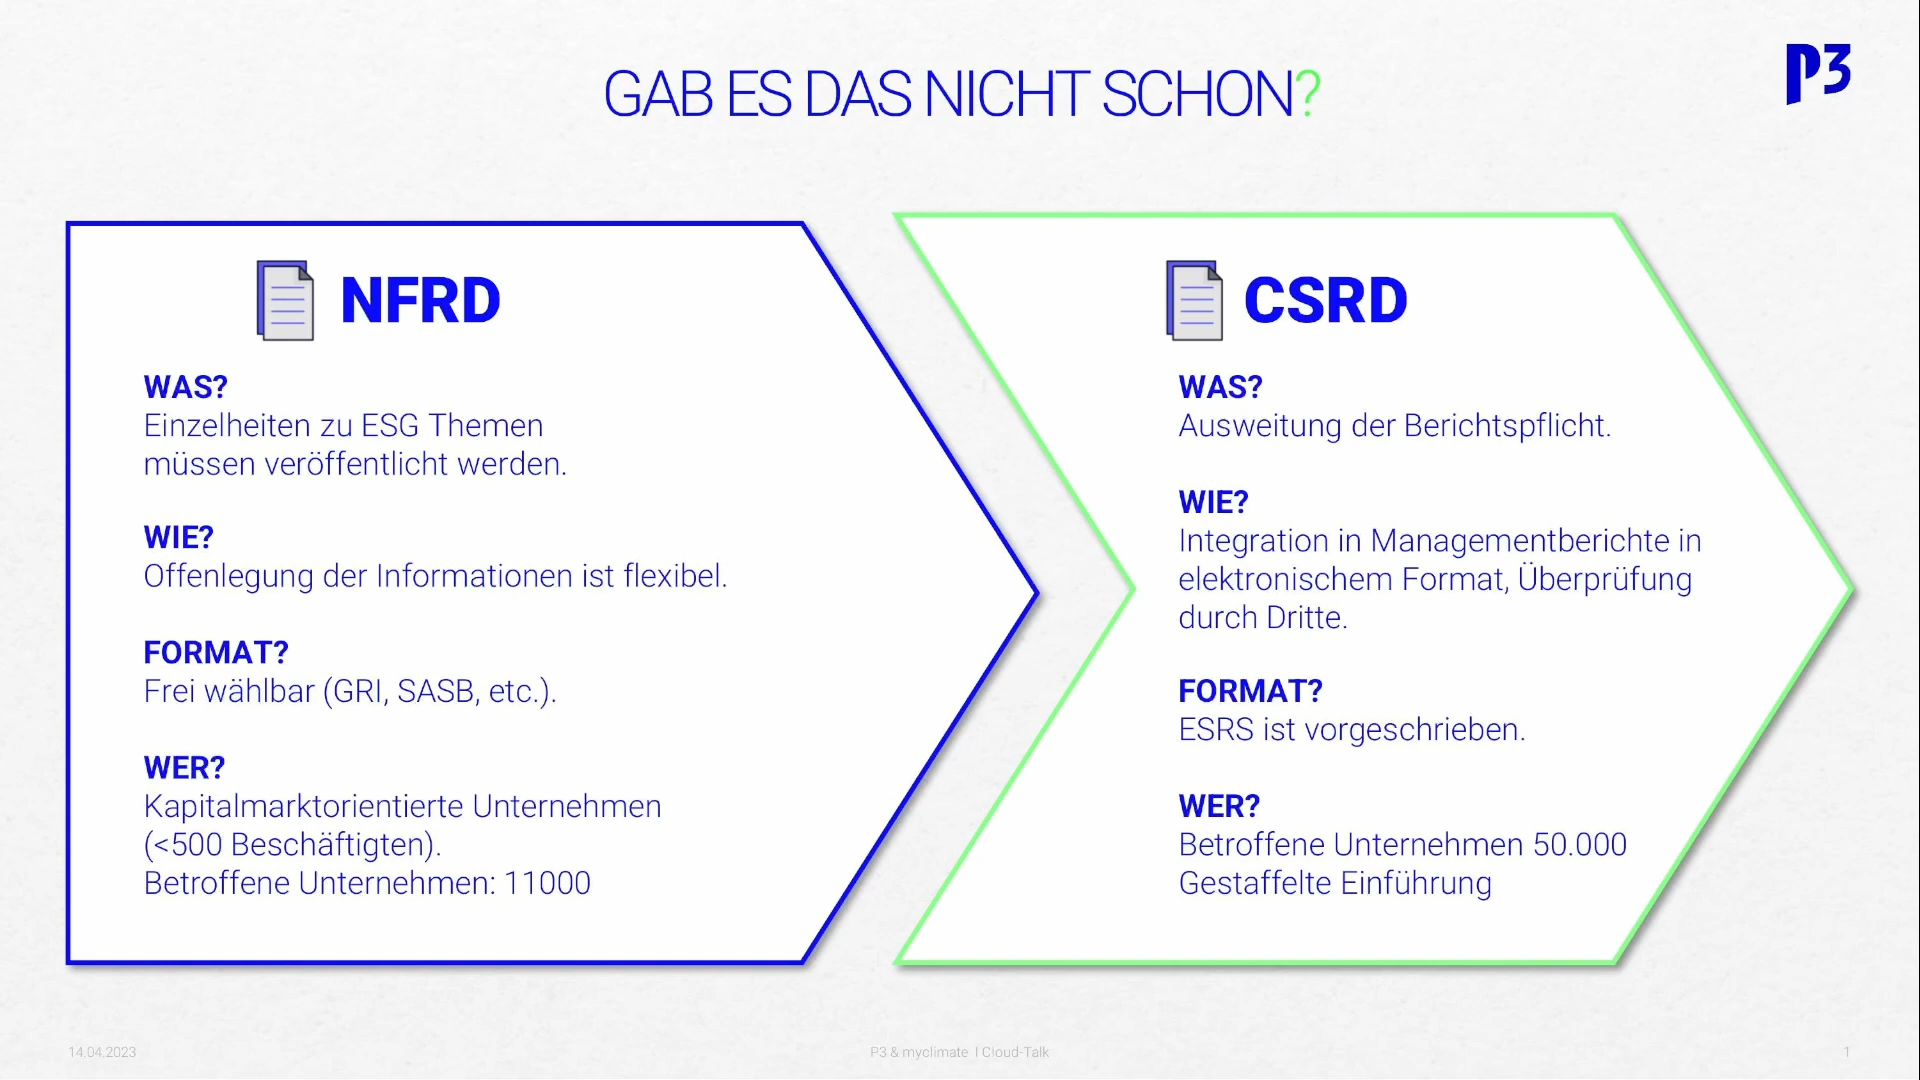 GAB ES DAS NICHT SCHON?
P3
NFRD
WAS?
Einzelheiten zu ESG Themen
müssen veröffentlicht werden.
WIE?
Offenlegung der Informationen ist flexibel.
FORMAT?
Frei wählbar (GRI, SASB, etc.).
WER?
Kapitalmarktorientierte Unternehmen
(<500 Beschäftigten).
Betroffene Unternehmen: 11000
CSRD
WAS?
Ausweitung der Berichtspflicht.
WIE?
Integration in Managementberichte in
elektronischem Format, Überprüfung
durch Dritte.
FORMAT?
ESRS ist vorgeschrieben.
WER?
Betroffene Unternehmen 50.000
Gestaffelte Einführung
14.04.2023
P3 & myclimate I Cloud-Talk
1